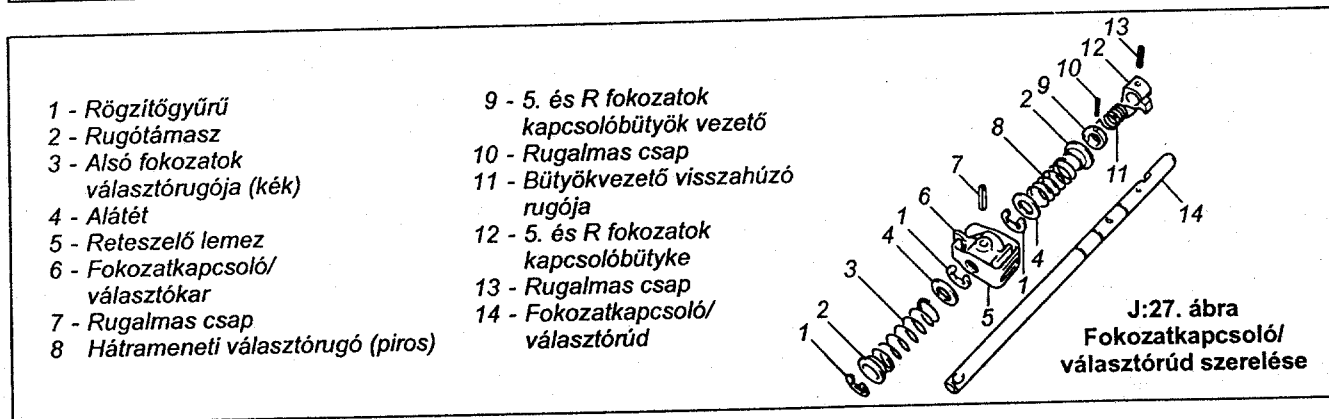 1 - Rögzitőgyűrű
2 - Rugótámasz
3 - Alsó fokozatok
választórugója (kék)
4 - Alátét
5 - Reteszelő lemez
6 - Fokozatkapcsoló/
választókar
7 - Rugalmas csap
8 Hátrameneti választórugó (piros)
9 - 5. és R fokozatok
kapcsolóbütyök vezető
10 - Rugalmas csap
11 - Bütyökvezető visszahúzó
rugója
12 - 5. és R fokozatok
kapcsolóbütyke
13 - Rugalmas csap
14 - Fokozatkapcsoló/
választórúd
13
12
10
9
2
8
7
6
1
4
3
2
1
11
14
4
1
5
J:27. ábra
Fokozatkapcsoló/
választórúd szerelése